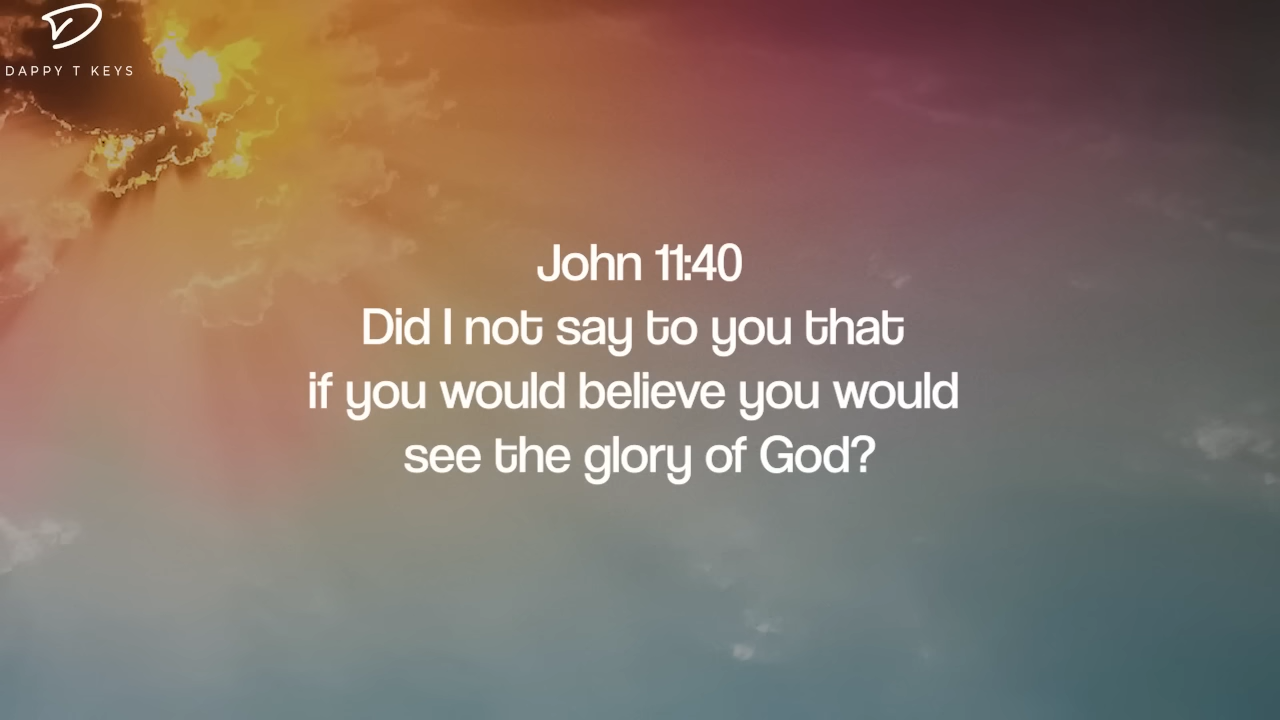 DAPPY T KEYS
John 11:40
Did I not say to you that
if you would believe you would
see the glory of God?